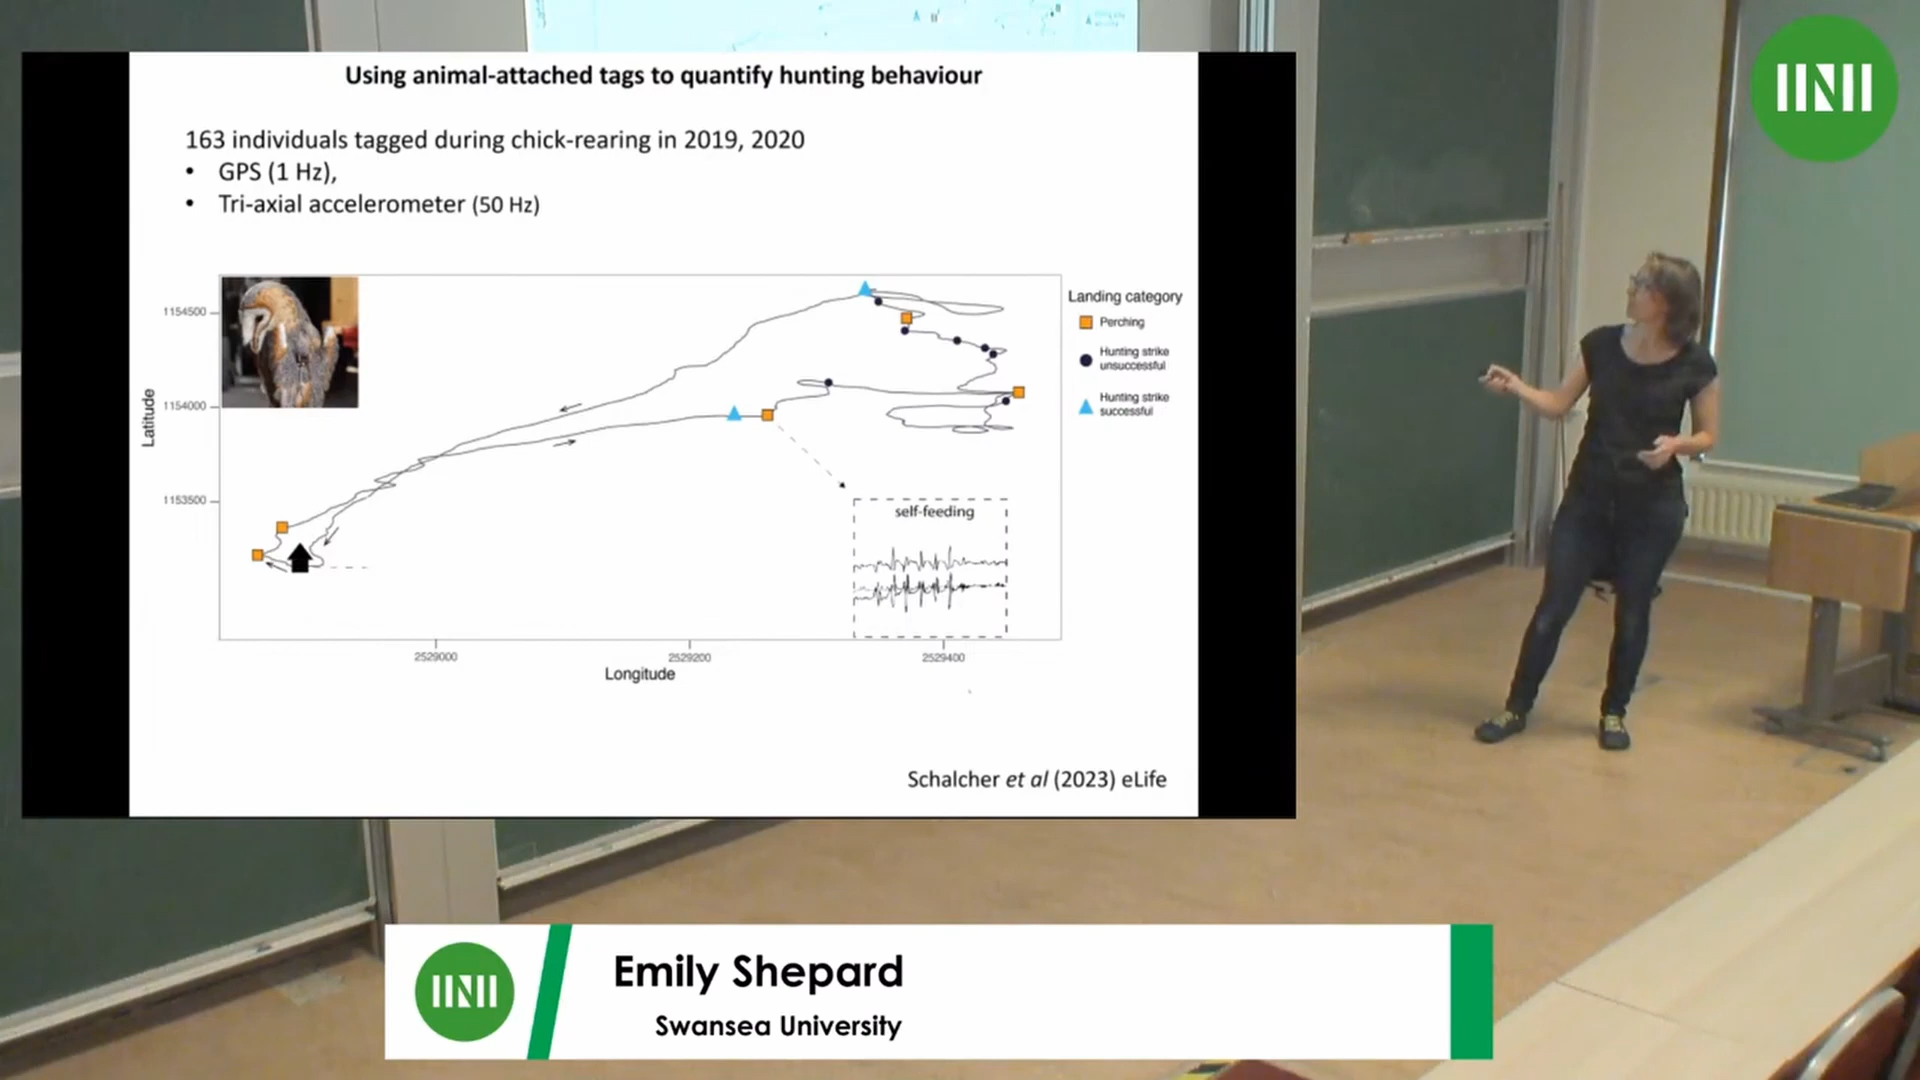 Using animal-attached tags to quantify hunting behaviour
163 individuals tagged during chick-rearing in 2019, 2020
• GPS (1 Hz),
• Tri-axial accelerometer (50 Hz)
Landing category
Perching
Hunting strike
unsuccessful
Hunting strike
successful
1154500
1154000
1153500
Latitude
self-feeding
2529000
2529200
2529400
Longitude
Schalcher et al (2023) eLife
Emily Shepard
Swansea University